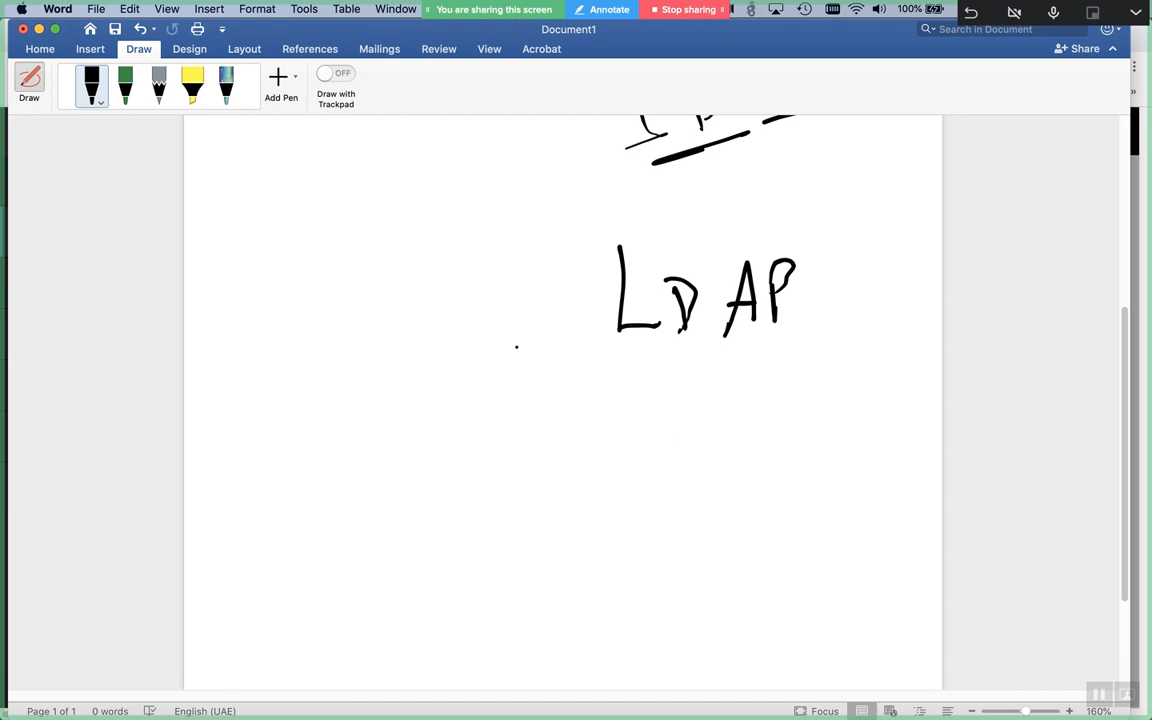 Word File Edit View Insert Format Tools Table Window You are sharing this screen Annotate Stop sharing 100%
Document1 Search in Document
Home Insert Draw Design Layout References Mailings Review View Acrobat Share
OFF
Draw Add Pen Draw with
Trackpad
LDAP
Page 1 of 1 0 words English (UAE) Focus 160%